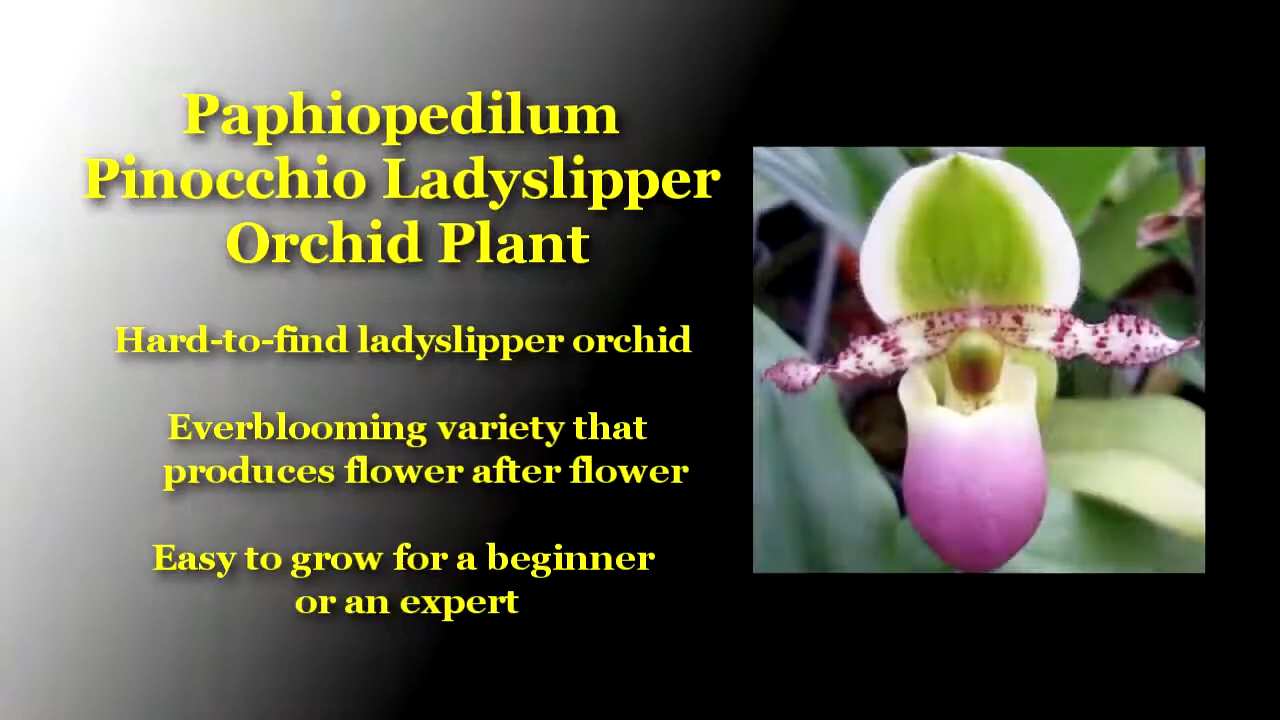 Paphiopedilum
Pinocchio Ladyslipper
Orchid Plant
Hard-to-find ladyslipper orchid
Everblooming variety that
produces flower after flower
Easy to grow for a beginner
or an expert